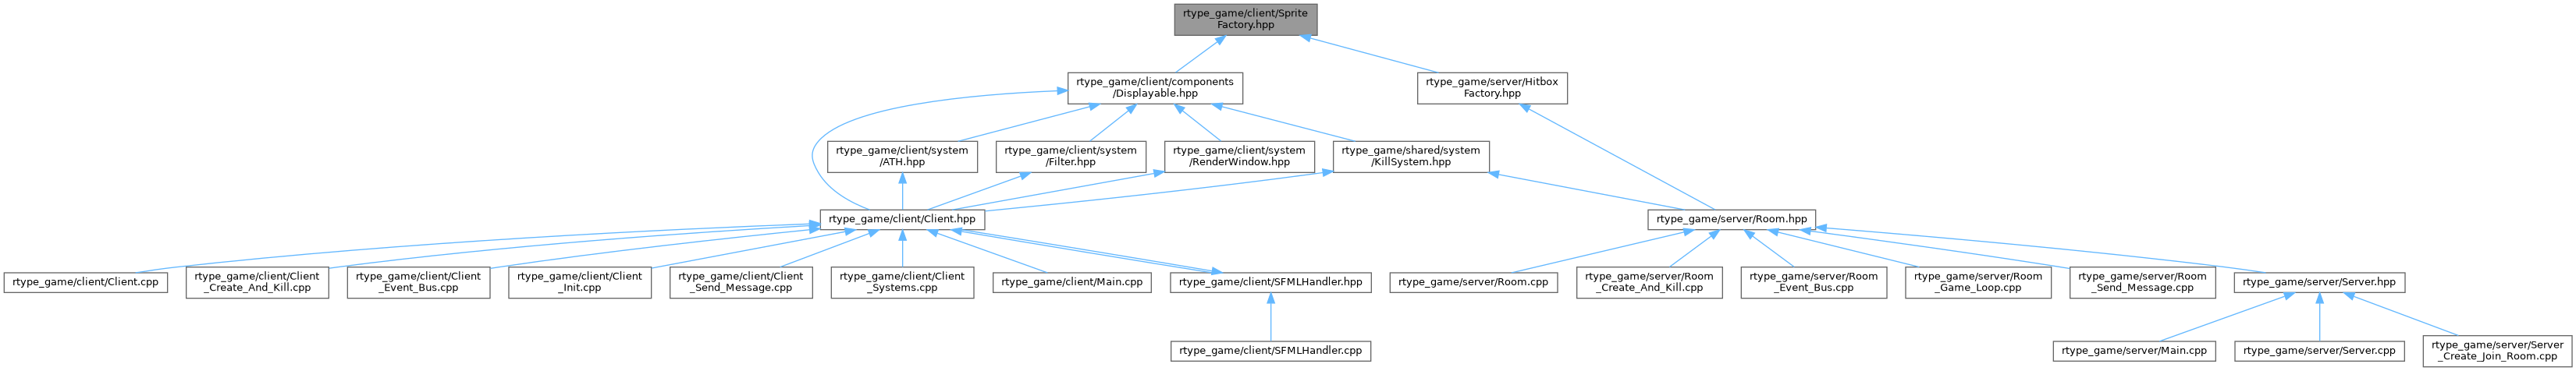 rtype_game/client/Sprite
Factory.hpp
rtype_game/client/components
/Displayable.hpp
rtype_game/server/Hitbox
Factory.hpp
rtype_game/client/system
/ATH.hpp
rtype_game/client/system
/Filter.hpp
rtype_game/client/system
/RenderWindow.hpp
rtype_game/shared/system
/KillSystem.hpp
rtype_game/client/Client.hpp
rtype_game/server/Room.hpp
rtype_game/client/Client.cpp
rtype_game/client/Client
_Create_And_Kill.cpp
rtype_game/client/Client
_Event_Bus.cpp
rtype_game/client/Client
_Init.cpp
rtype_game/client/Client
_Send_Message.cpp
rtype_game/client/Client
_Systems.cpp
rtype_game/client/Main.cpp
rtype_game/client/SFMLHandler.hpp
rtype_game/server/Room.cpp
rtype_game/server/Room
_Create_And_Kill.cpp
rtype_game/server/Room
_Event_Bus.cpp
rtype_game/server/Room
_Game_Loop.cpp
rtype_game/server/Room
_Send_Message.cpp
rtype_game/server/Server.hpp
rtype_game/client/SFMLHandler.cpp
rtype_game/server/Main.cpp
rtype_game/server/Server.cpp
rtype_game/server/Server
_Create_Join_Room.cpp